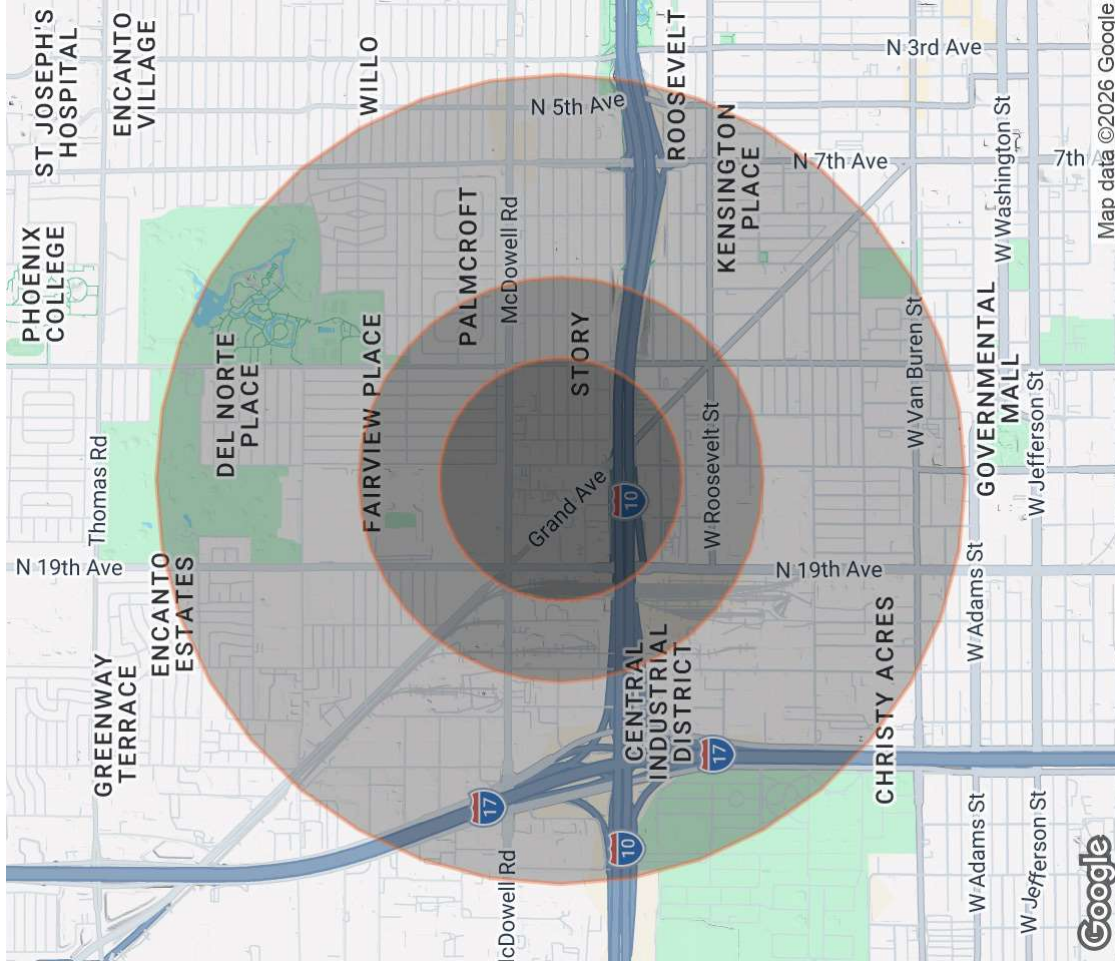 N 19th Ave
PHOENIX
COLLEGE
ST JOSEPH'S
HOSPITAL
Thomas Rd
GREENWAY
TERRACE
ENCANTO
VILLAGE
ENCANTO
ESTATES
DEL NORTE
PLACE
FAIRVIEW PLACE
WILLO
PALMCROFT
17
McDowell Rd
cDowell Rd
N 5th Ave
Grand Ave
STORY
10
10
CENTRAL
INDUSTRIAL
DISTRICT
ROOSEVELT
17
W Roosevelt St
KENSINGTON
PLACE
N 19th Ave
N 7th Ave
CHRISTY ACRES
W Van Buren St
N 3rd Ave
W Adams St
W Adams St
GOVERNMENTAL
MALL
W Washington St
W Jefferson St
W Jefferson St
7th A
Google
Map data ©2026 Google